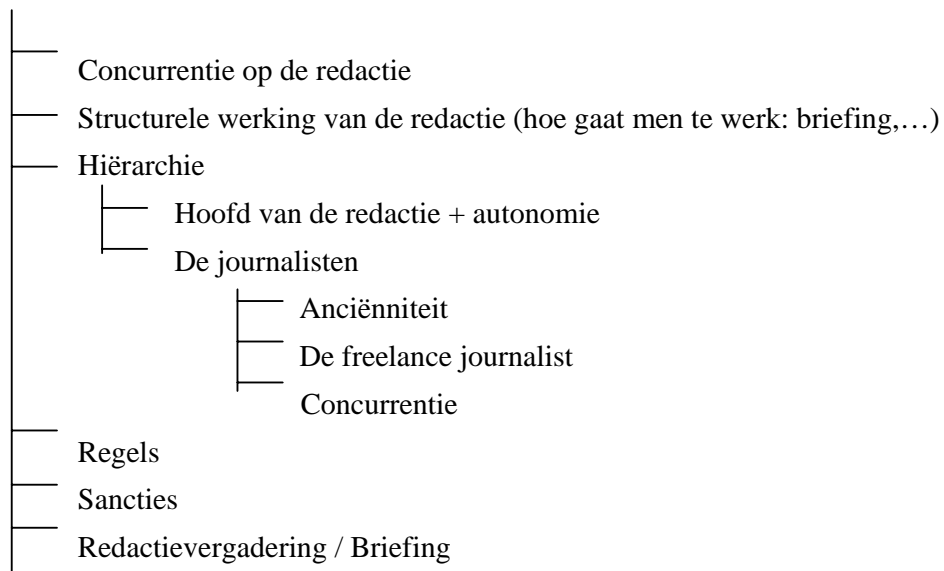 Concurrentie op de redactie
Structurele werking van de redactie (hoe gaat men te werk: briefing,…)
Hiërarchie
Hoofd van de redactie + autonomie
De journalisten
Anciënniteit
De freelance journalist
Concurrentie
Regels
Sancties
Redactievergadering / Briefing